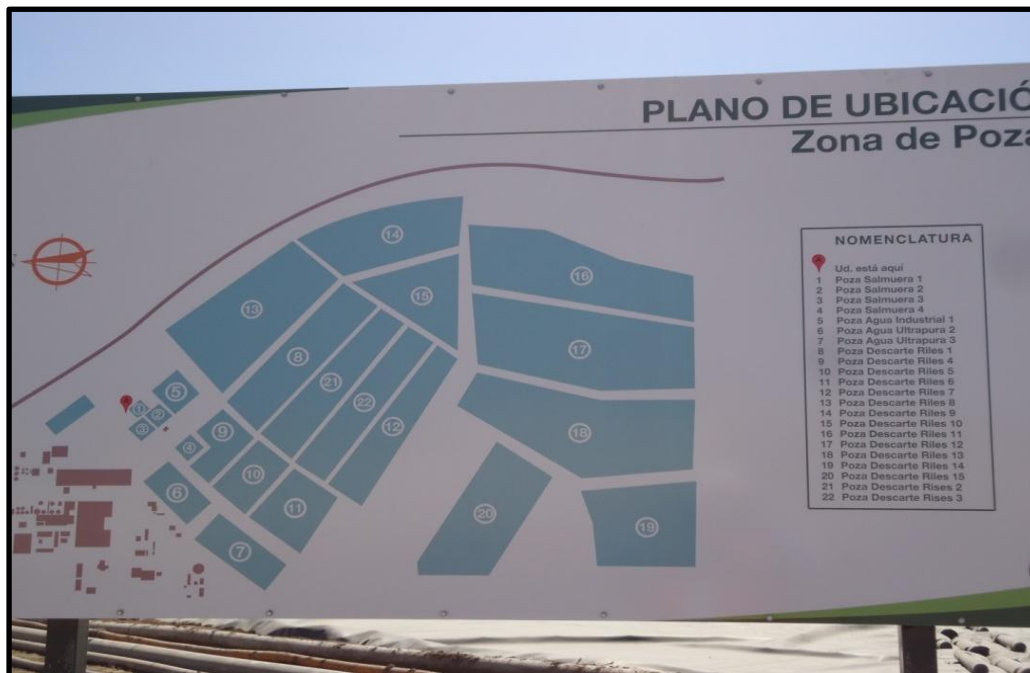 PLANO DE UBICACIÓ
Zona de Poza
NOMENCLATURA
A Ud. está aquí
1 Poza Salmuera 1
2 Poza Salmuera 2
3 Poza Salmuera 3
4 Poza Salmuera 4
5 Poza Agua Industrial 1
6 Poza Agua Ultrapura 2
7 Poza Agua Ultrapura 3
8 Poza Descarte Riles 1
9 Poza Descarte Riles 4
10 Poza Descarte Riles 5
11 Poza Descarte Riles 6
12 Poza Descarte Riles 7
13 Poza Descarte Riles 8
14 Poza Descarte Riles 9
15 Poza Descarte Riles 10
16 Poza Descarte Riles 11
17 Poza Descarte Riles 12
18 Poza Descarte Riles 13
19 Poza Descarte Riles 14
20 Poza Descarte Riles 15
21 Poza Descarte Rises 2
22 Poza Descarte Rises 3
14
15
16
13
8
21
22
12
17
5
A
1
2
3
4
9
10
11
18
6
7
20
19